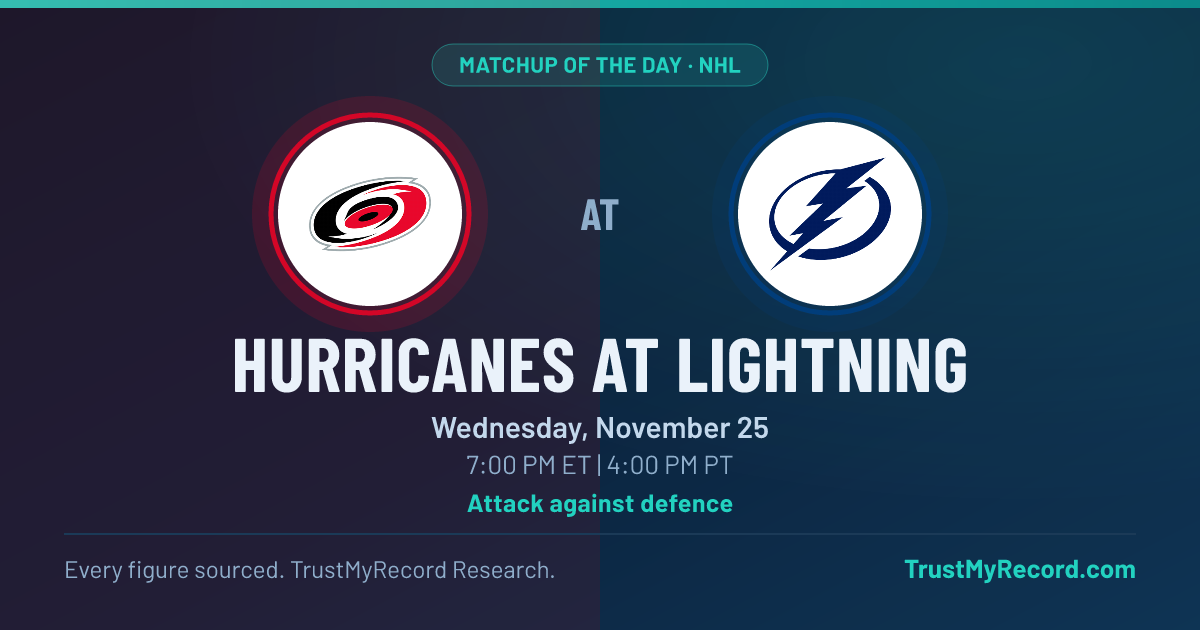 MATCHUP OF THE DAY · NHL
AT
HURRICANES AT LIGHTNING
Wednesday, November 25
7:00 PM ET | 4:00 PM PT
Attack against defence
Every figure sourced. TrustMyRecord Research.
TrustMyRecord.com